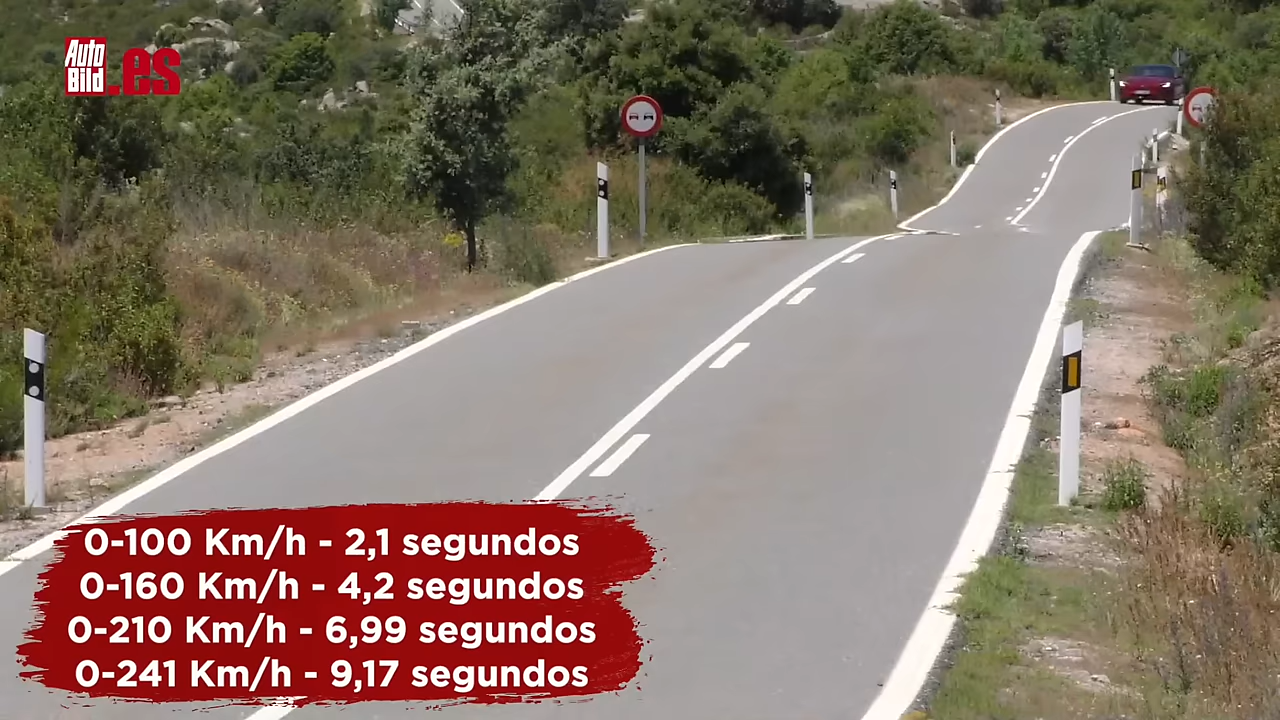 Auto
Bild
.es
0-100 Km/h - 2,1 segundos
0-160 Km/h - 4,2 segundos
0-210 Km/h - 6,99 segundos
0-241 Km/h - 9,17 segundos